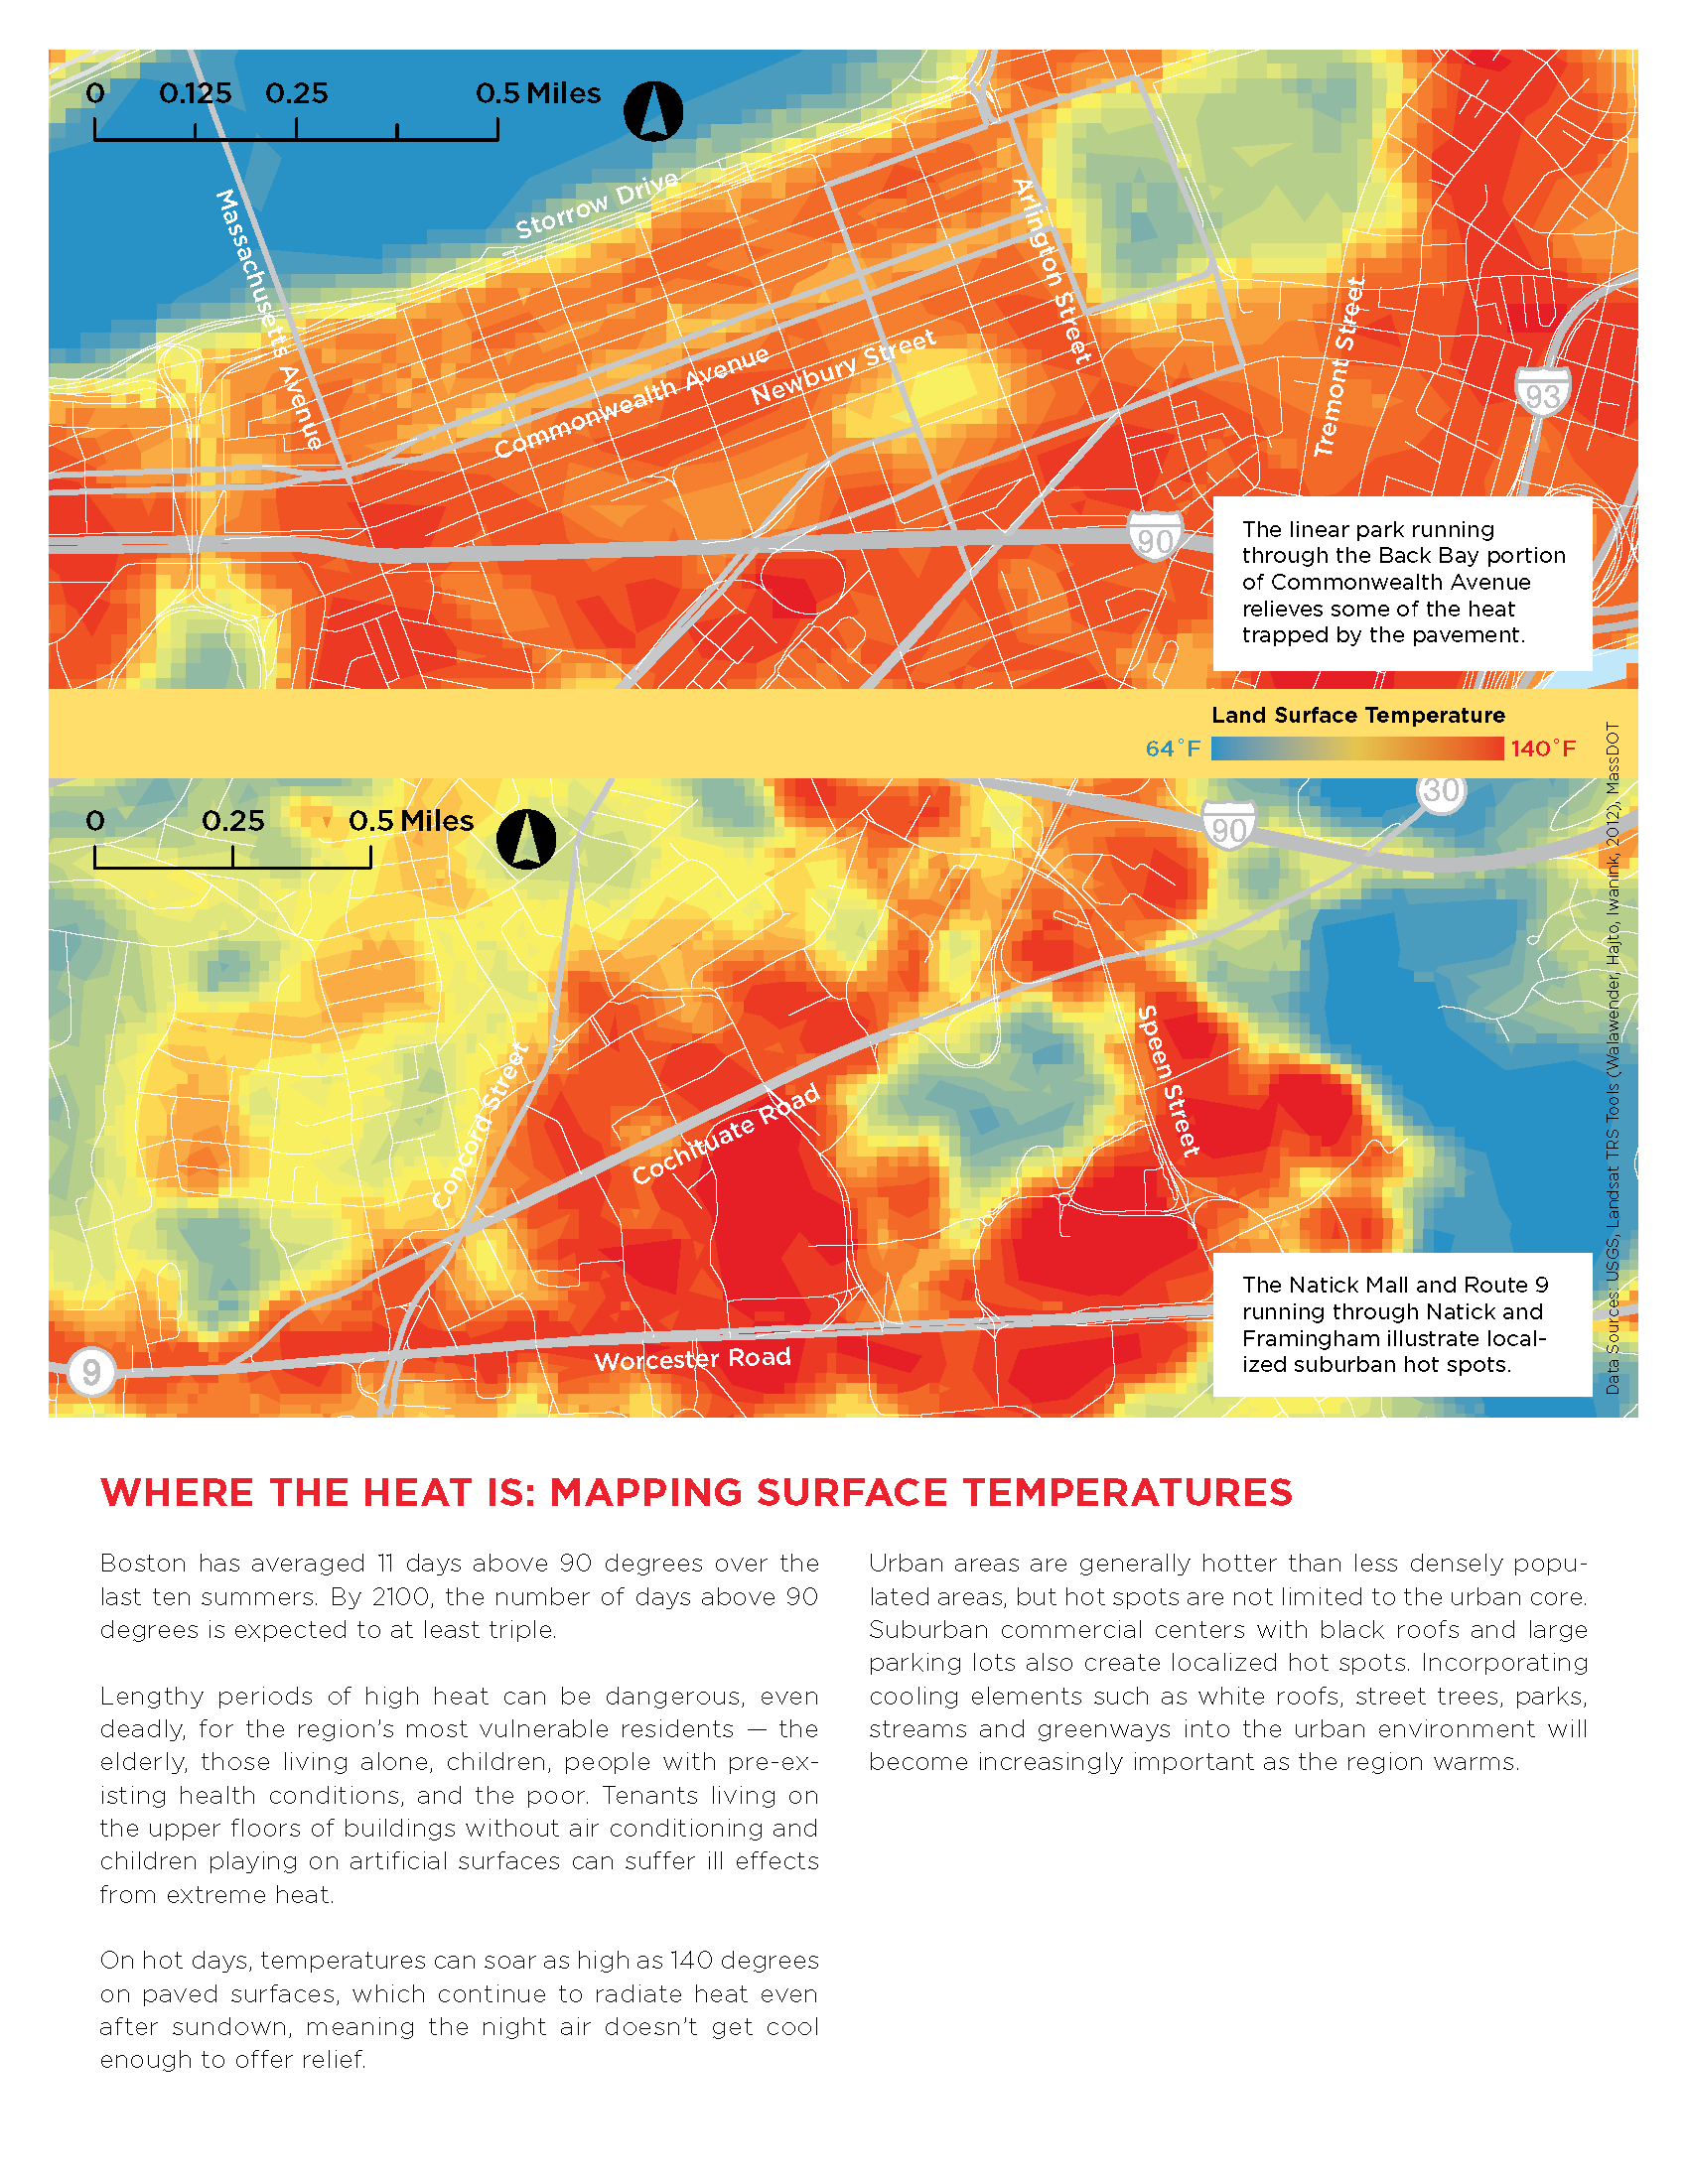 0 0.125 0.25 0.5 Miles
Storrow Drive
Massachusetts Avenue
Arlington Street
Commonwealth Avenue
Newbury Street
Tremont Street
93
90
The linear park running
through the Back Bay portion
of Commonwealth Avenue
relieves some of the heat
trapped by the pavement.
Land Surface Temperature
64°F 140°F
0 0.25 0.5 Miles
30
90
Speen Street
Concord Street
Cochituate Road
Worcester Road
9
The Natick Mall and Route 9
running through Natick and
Framingham illustrate local-
ized suburban hot spots.
Data Sources: USGS, Landsat TRS Tools (Walawender, Hajto, Iwanink, 2012), MassDOT
WHERE THE HEAT IS: MAPPING SURFACE TEMPERATURES
Boston has averaged 11 days above 90 degrees over the
last ten summers. By 2100, the number of days above 90
degrees is expected to at least triple.
Lengthy periods of high heat can be dangerous, even
deadly, for the region's most vulnerable residents — the
elderly, those living alone, children, people with pre-ex-
isting health conditions, and the poor. Tenants living on
the upper floors of buildings without air conditioning and
children playing on artificial surfaces can suffer ill effects
from extreme heat.
On hot days, temperatures can soar as high as 140 degrees
on paved surfaces, which continue to radiate heat even
after sundown, meaning the night air doesn't get cool
enough to offer relief.
Urban areas are generally hotter than less densely popu-
lated areas, but hot spots are not limited to the urban core.
Suburban commercial centers with black roofs and large
parking lots also create localized hot spots. Incorporating
cooling elements such as white roofs, street trees, parks,
streams and greenways into the urban environment will
become increasingly important as the region warms.